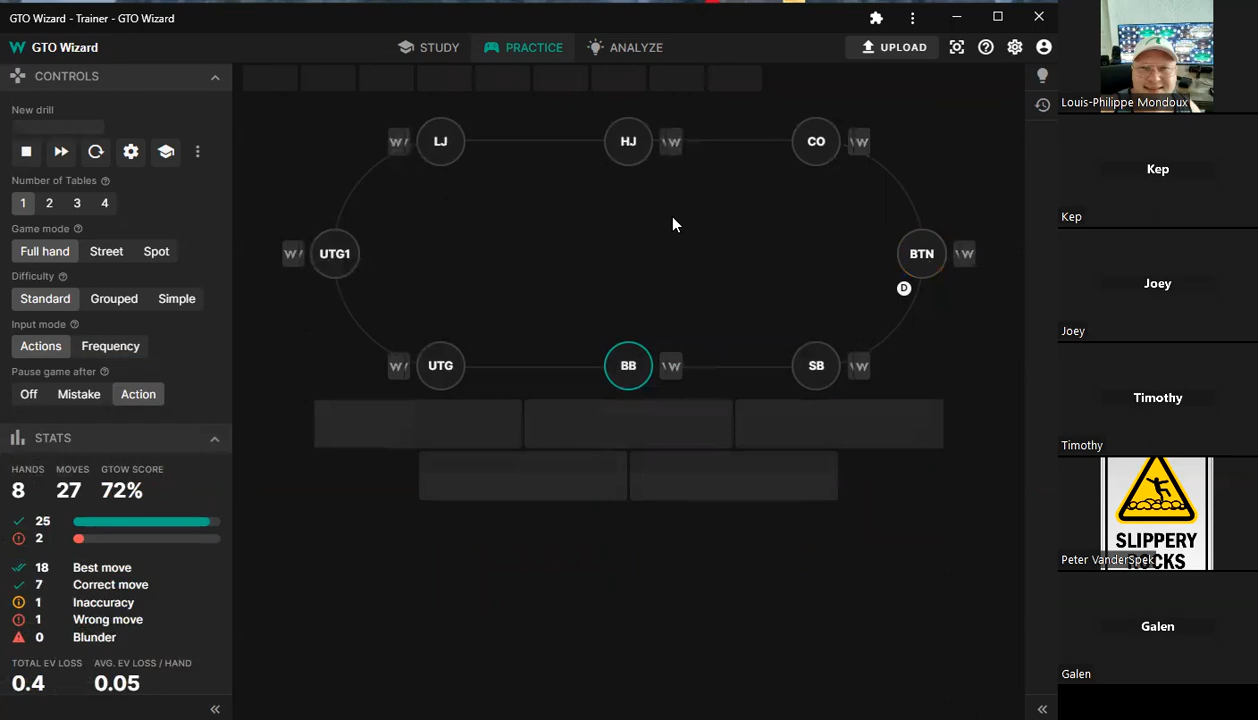 GTO Wizard - Trainer - GTO Wizard
GTO Wizard
STUDY
PRACTICE
ANALYZE
UPLOAD
CONTROLS
New drill
Number of Tables
1 2 3 4
Game mode
Full hand Street Spot
Difficulty
Standard Grouped Simple
Input mode
Actions Frequency
Pause game after
Off Mistake Action
STATS
HANDS MOVES GTOW SCORE
8 27 72%
25
2
18 Best move
7 Correct move
1 Inaccuracy
1 Wrong move
0 Blunder
TOTAL EV LOSS AVG. EV LOSS / HAND
0.4 0.05
LJ
HJ
CO
UTG1
BTN
D
UTG
BB
SB
Louis-Philippe Mondoux
Kep
Kep
Joey
Joey
Timothy
Timothy
SLIPPERY
ROCKS
Peter VanderSpek
Galen
Galen